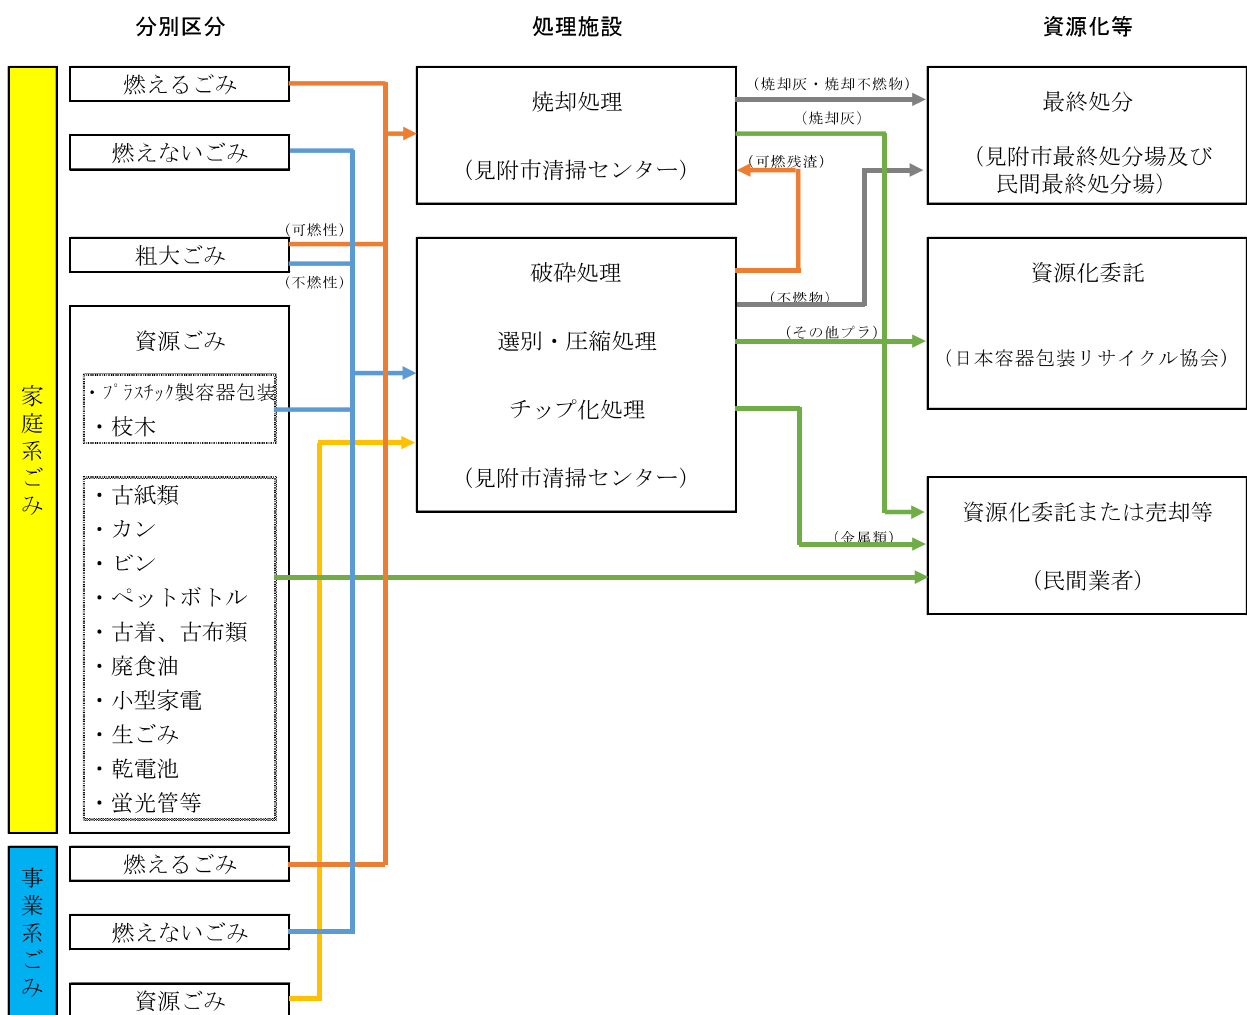 分別区分
処理施設
資源化等
家庭系ごみ
燃えるごみ
燃えないごみ
粗大ごみ
（可燃性）
（不燃性）
資源ごみ
・ﾌﾟﾗｽﾁｯｸ製容器包装
・枝木
・古紙類
・カン
・ビン
・ペットボトル
・古着、古布類
・廃食油
・小型家電
・生ごみ
・乾電池
・蛍光管等
事業系ごみ
燃えるごみ
燃えないごみ
資源ごみ
焼却処理
（見附市清掃センター）
破砕処理
選別・圧縮処理
チップ化処理
（見附市清掃センター）
（焼却灰・焼却不燃物）
（焼却灰）
（可燃残渣）
（不燃物）
（その他プラ）
（金属類）
最終処分
（見附市最終処分場及び
民間最終処分場）
資源化委託
（日本容器包装リサイクル協会）
資源化委託または売却等
（民間業者）